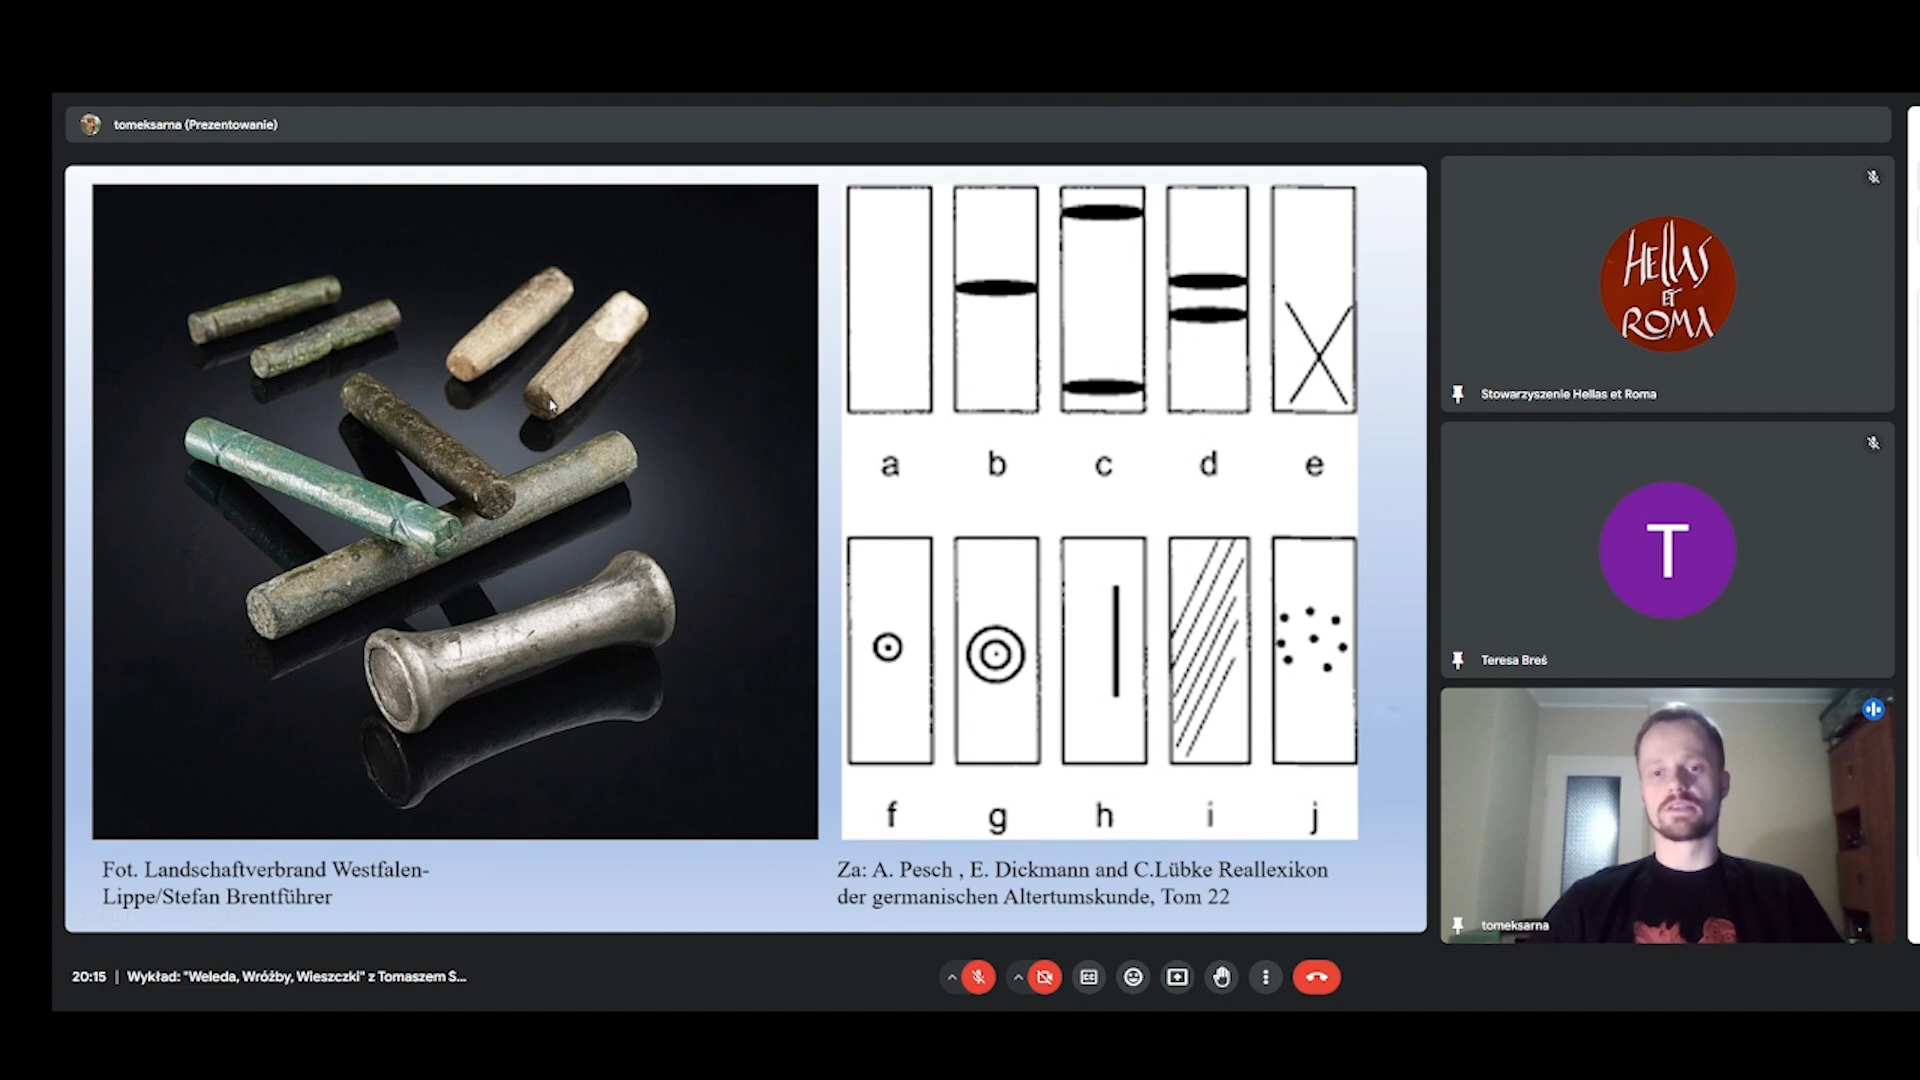 tomeksarna (Prezentowanie)
a b c d e
f g h i j
Fot. Landschaftverbrand Westfalen-
Lippe/Stefan Brentführer
Za: A. Pesch , E. Dickmann and C.Lübke Reallexikon
der germanischen Altertumskunde, Tom 22
HELLAS
ET
ROMA
Stowarzyszenie Hellas et Roma
T
Teresa Breś
tomeksarna
20:15 | Wykład: "Weleda, Wróżby, Wieszczki" z Tomaszem S...